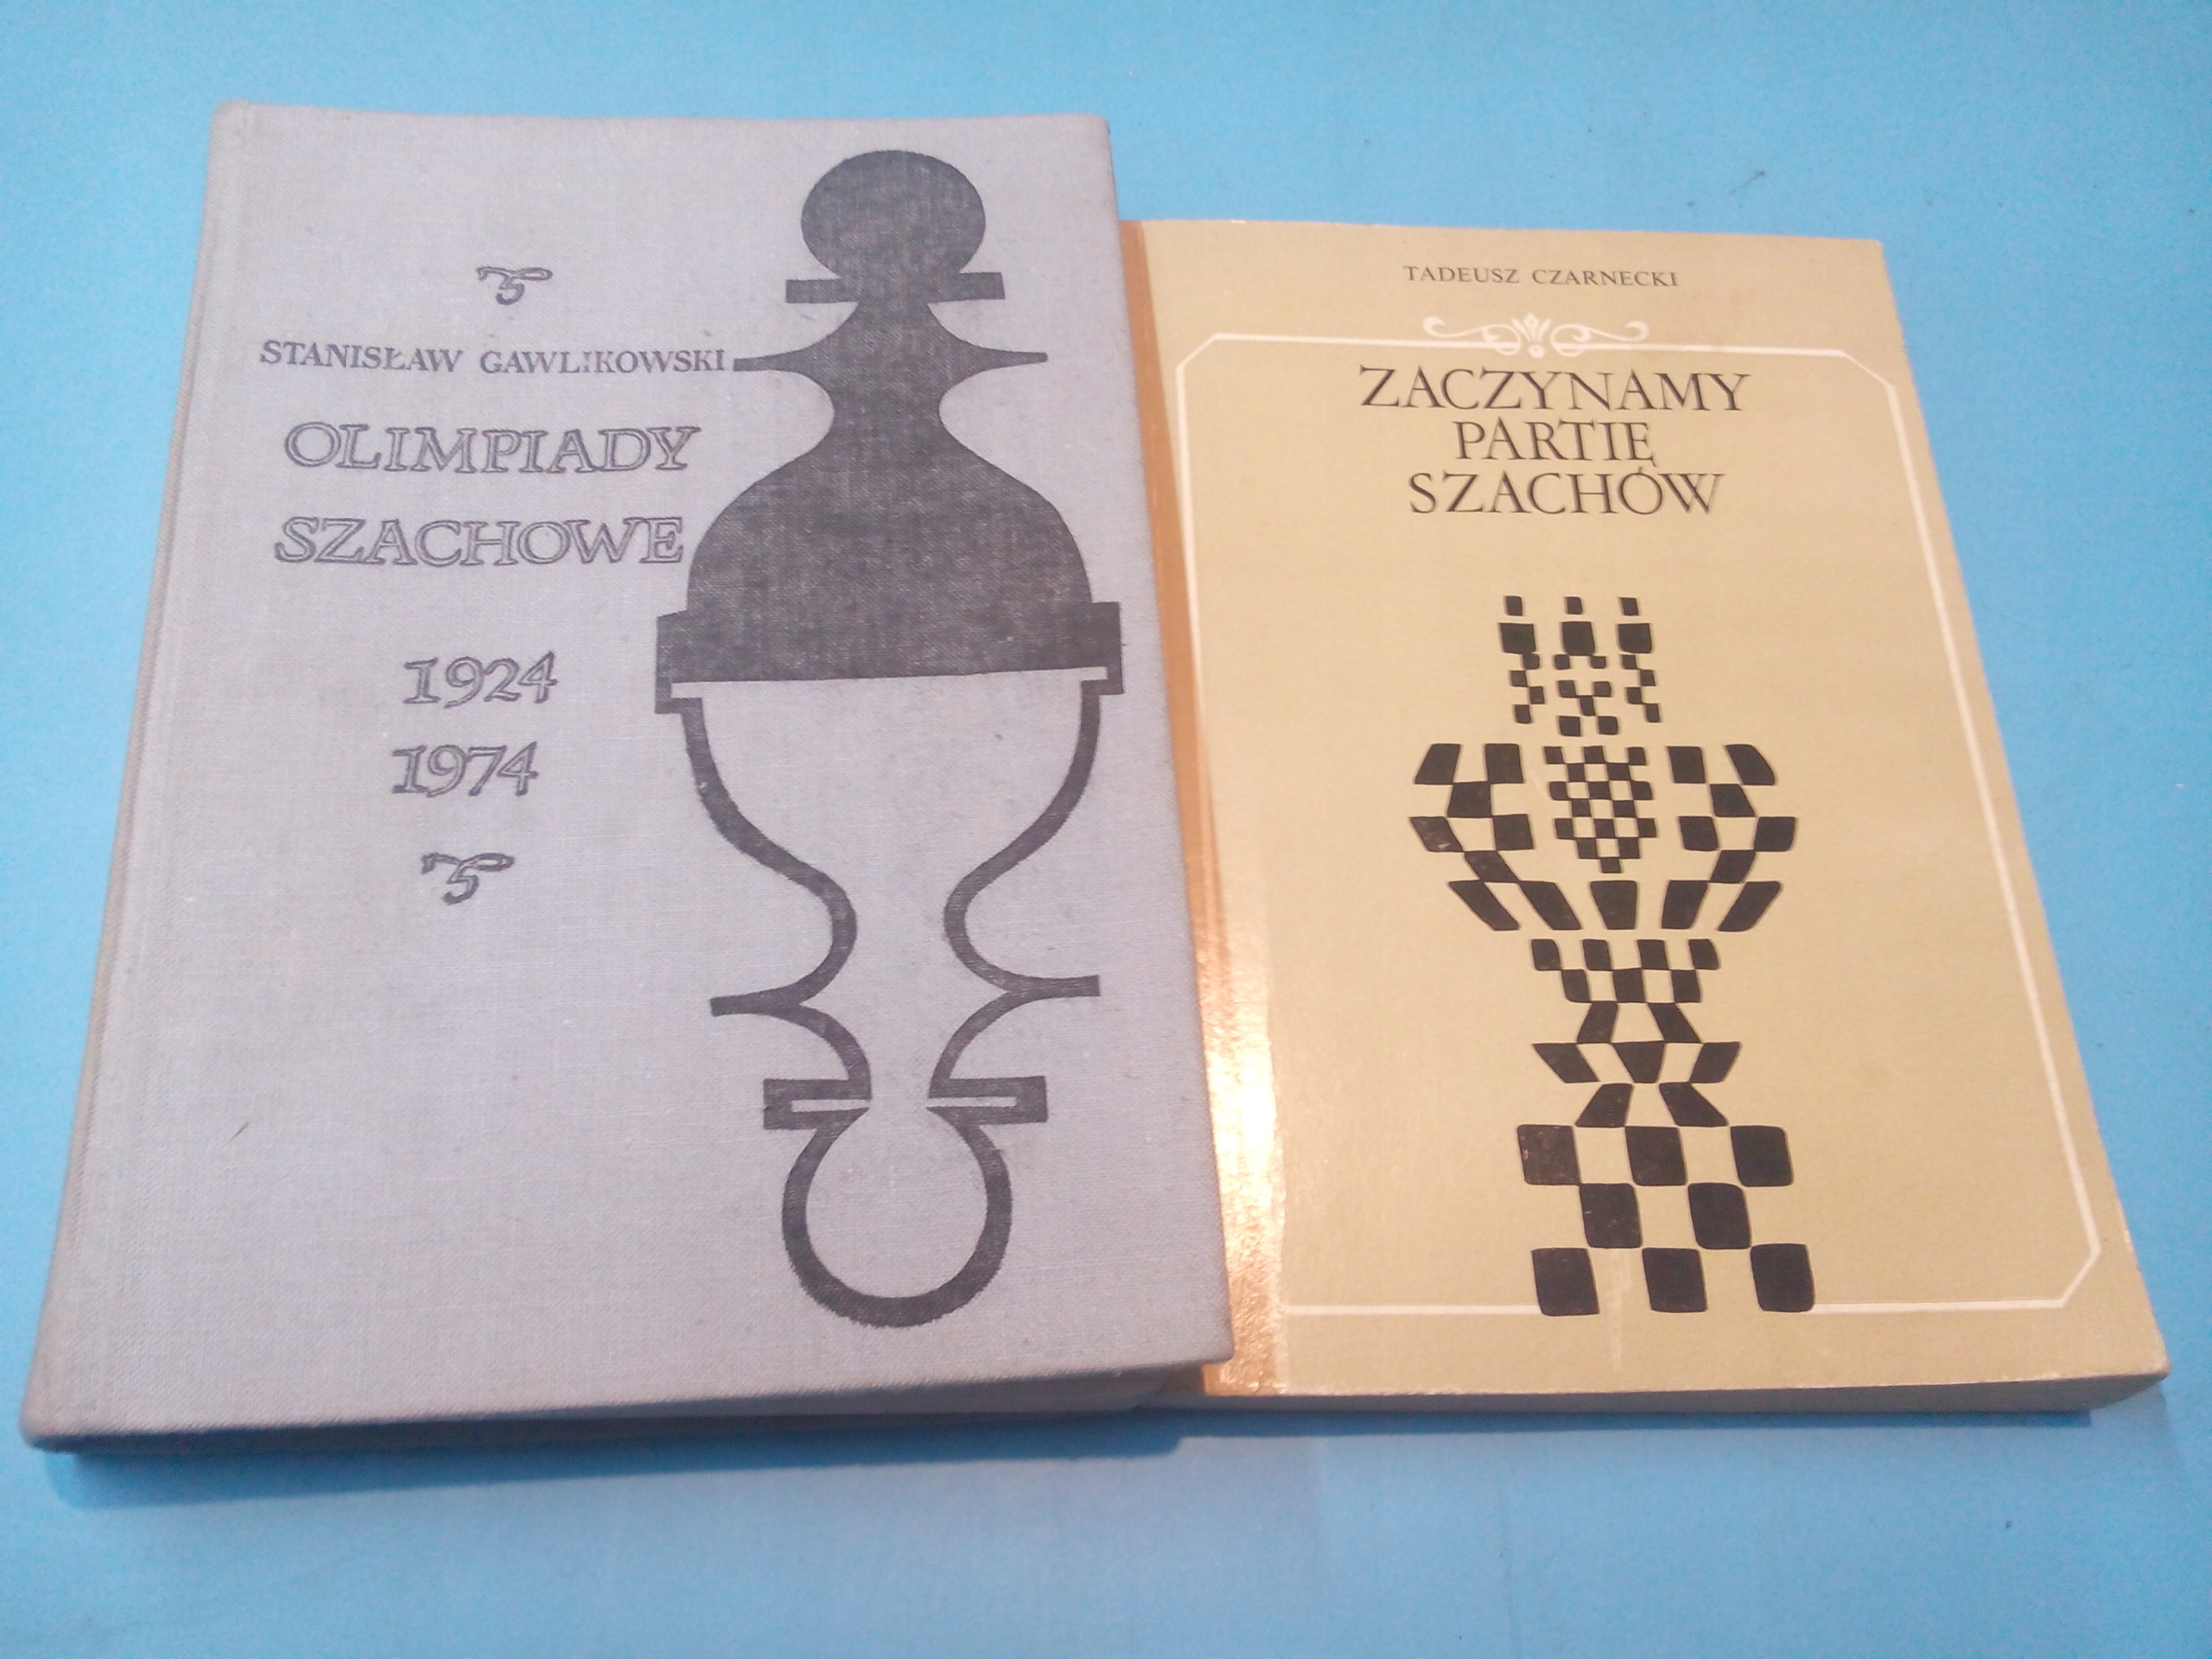 STANISŁAW GAWLIKOWSKI
OLIMPIADY
SZACHOWE
1924
1974
TADEUSZ CZARNECKI
ZACZYNAMY
PARTIĘ
SZACHÓW